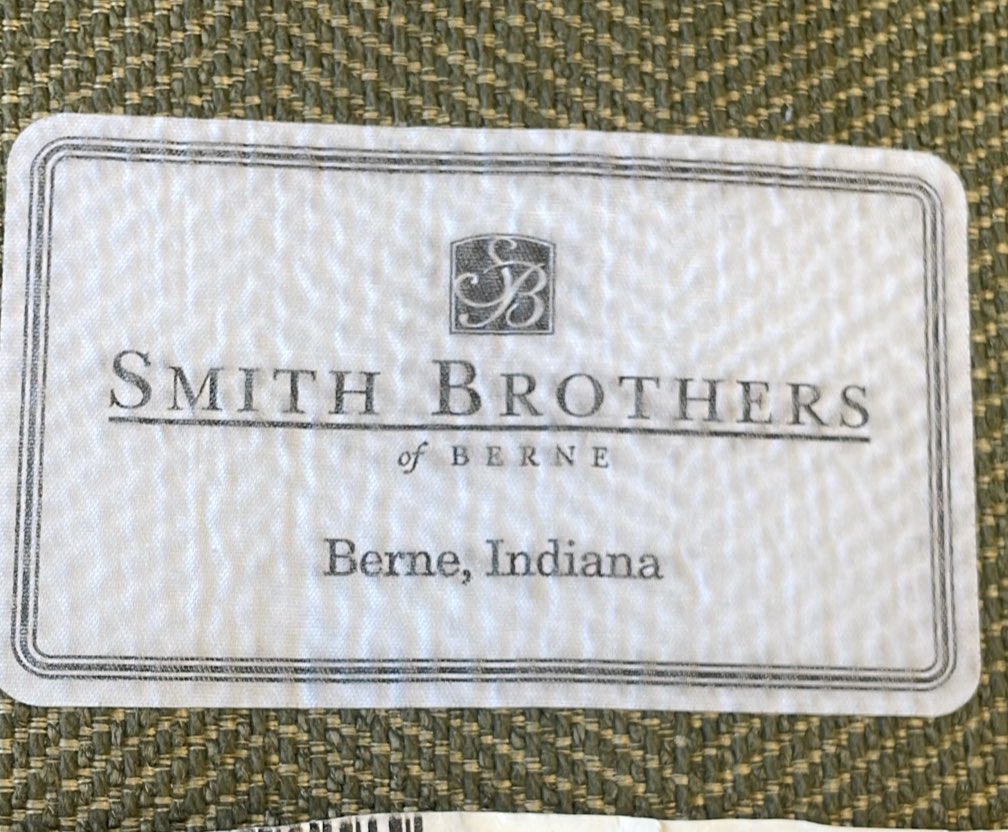 SB
SMITH BROTHERS
of BERNE
Berne, Indiana